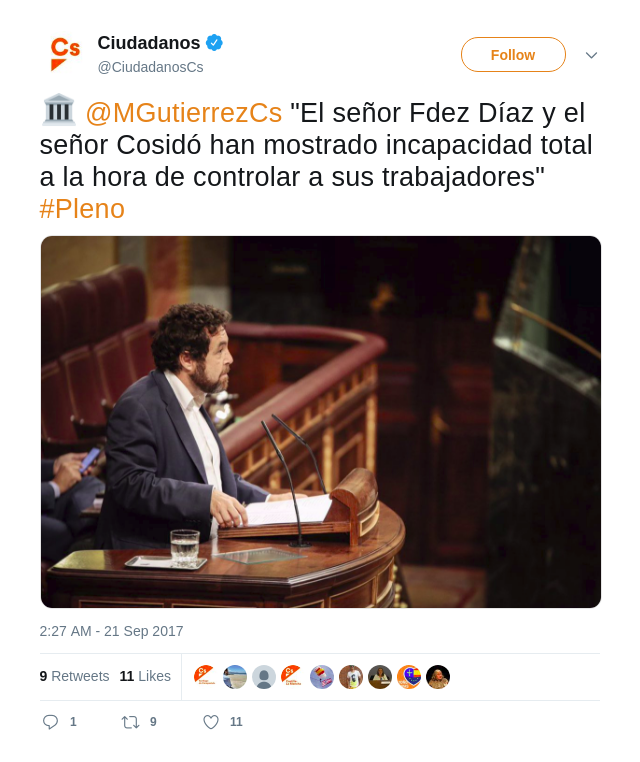 Cs
Ciudadanos
@CiudadanosCs
Follow
@MGutierrezCs "El señor Fdez Díaz y el
señor Cosidó han mostrado incapacidad total
a la hora de controlar a sus trabajadores"
#Pleno
2:27 AM - 21 Sep 2017
9 Retweets 11 Likes
1 9 11